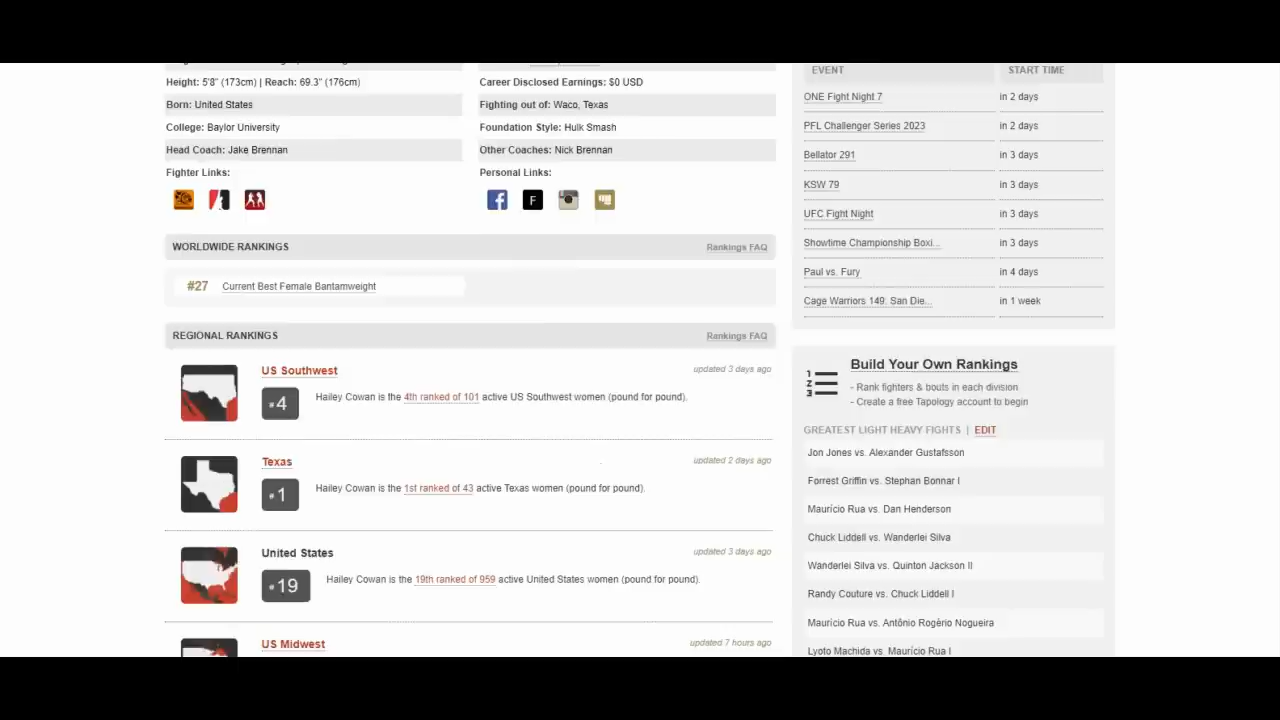 Height: 5'8" (173cm) | Reach: 69.3" (176cm)
Career Disclosed Earnings: $0 USD
Born: United States
Fighting out of: Waco, Texas
College: Baylor University
Foundation Style: Hulk Smash
Head Coach: Jake Brennan
Other Coaches: Nick Brennan
Fighter Links:
Personal Links:
F
WORLDWIDE RANKINGS
Rankings FAQ
#27 Current Best Female Bantamweight
REGIONAL RANKINGS
Rankings FAQ
US Southwest
updated 3 days ago
#4
Hailey Cowan is the 4th ranked of 101 active US Southwest women (pound for pound).
Texas
updated 2 days ago
#1
Hailey Cowan is the 1st ranked of 43 active Texas women (pound for pound).
United States
updated 3 days ago
#19
Hailey Cowan is the 19th ranked of 959 active United States women (pound for pound).
US Midwest
updated 7 hours ago
EVENT START TIME
ONE Fight Night 7 in 2 days
PFL Challenger Series 2023 in 2 days
Bellator 291 in 3 days
KSW 79 in 3 days
UFC Fight Night in 3 days
Showtime Championship Boxi... in 3 days
Paul vs. Fury in 4 days
Cage Warriors 149: San Die... in 1 week
1
2
3
Build Your Own Rankings
- Rank fighters & bouts in each division
- Create a free Tapology account to begin
GREATEST LIGHT HEAVY FIGHTS | EDIT
Jon Jones vs. Alexander Gustafsson
Forrest Griffin vs. Stephan Bonnar I
Maurício Rua vs. Dan Henderson
Chuck Liddell vs. Wanderlei Silva
Wanderlei Silva vs. Quinton Jackson II
Randy Couture vs. Chuck Liddell I
Maurício Rua vs. Antônio Rogério Nogueira
Lyoto Machida vs. Maurício Rua I